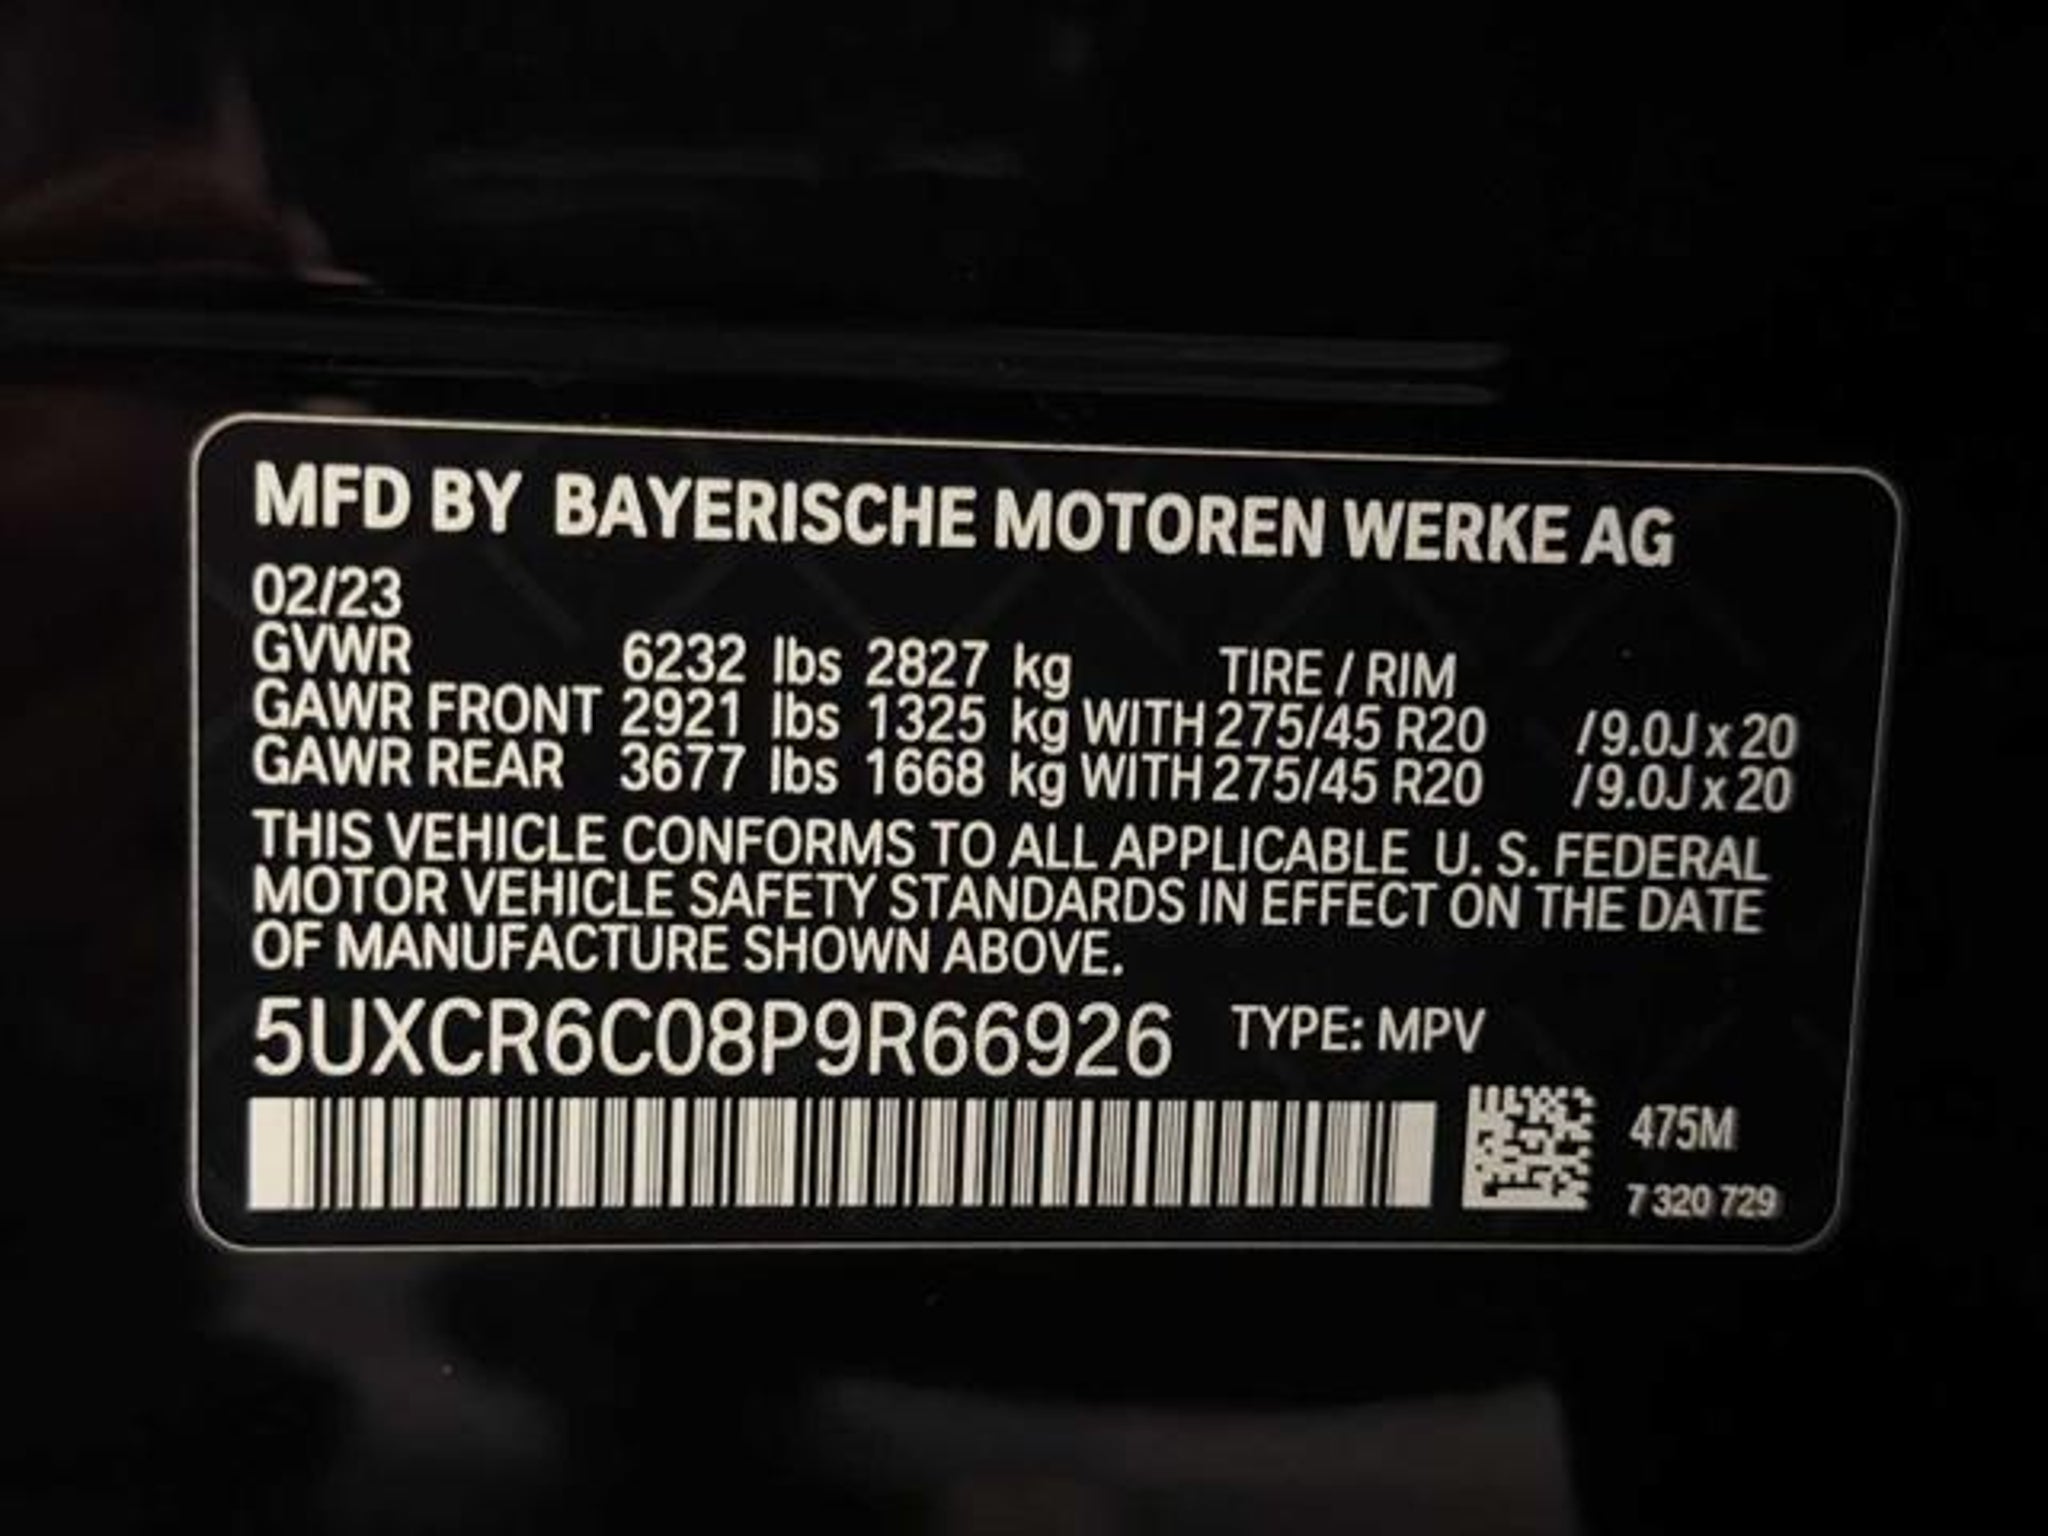 MFD BY BAYERISCHE MOTOREN WERKE AG
02/23
GVWR 6232 lbs 2827 kg TIRE / RIM
GAWR FRONT 2921 lbs 1325 kg WITH 275/45 R20 /9.0J x 20
GAWR REAR 3677 lbs 1668 kg WITH 275/45 R20 /9.0J x 20
THIS VEHICLE CONFORMS TO ALL APPLICABLE U. S. FEDERAL
MOTOR VEHICLE SAFETY STANDARDS IN EFFECT ON THE DATE
OF MANUFACTURE SHOWN ABOVE.
5UXCR6C08P9R66926 TYPE: MPV
475M
7 320 729